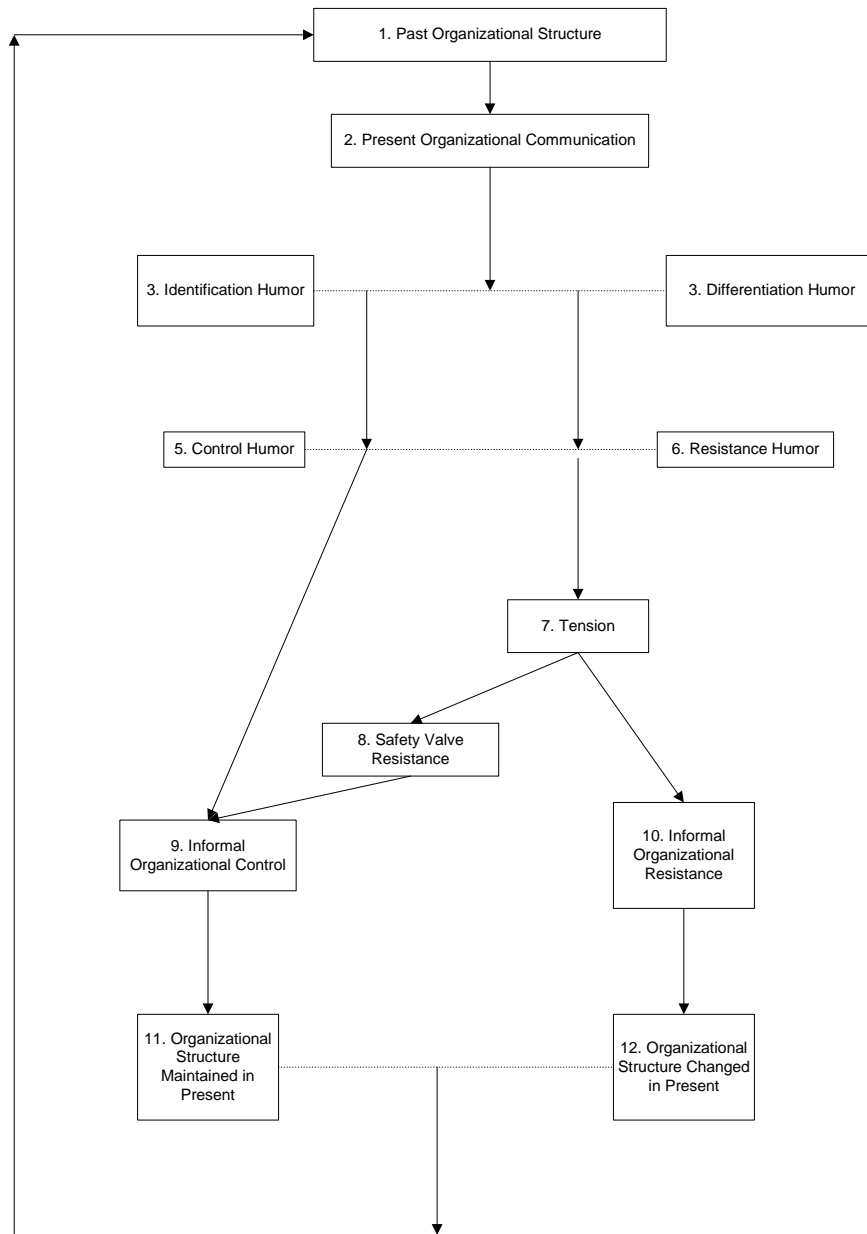 1. Past Organizational Structure
2. Present Organizational Communication
3. Identification Humor
3. Differentiation Humor
5. Control Humor
6. Resistance Humor
7. Tension
8. Safety Valve
Resistance
9. Informal
Organizational Control
10. Informal
Organizational
Resistance
11. Organizational
Structure
Maintained in
Present
12. Organizational
Structure Changed
in Present